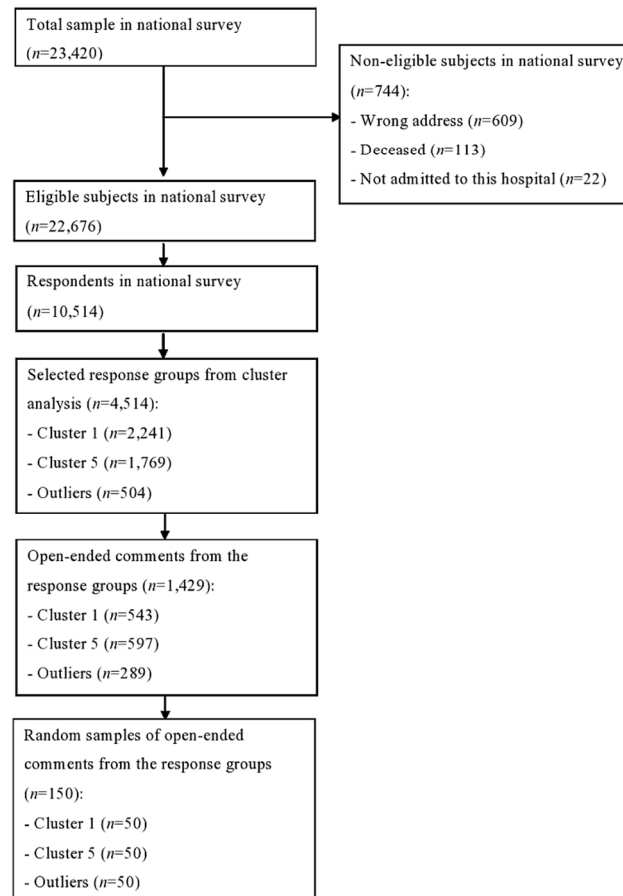 Total sample in national survey
(n=23,420)
Non-eligible subjects in national survey
(n=744):
- Wrong address (n=609)
- Deceased (n=113)
- Not admitted to this hospital (n=22)
Eligible subjects in national survey
(n=22,676)
Respondents in national survey
(n=10,514)
Selected response groups from cluster
analysis (n=4,514):
- Cluster 1 (n=2,241)
- Cluster 5 (n=1,769)
- Outliers (n=504)
Open-ended comments from the
response groups (n=1,429):
- Cluster 1 (n=543)
- Cluster 5 (n=597)
- Outliers (n=289)
Random samples of open-ended
comments from the response groups
(n=150):
- Cluster 1 (n=50)
- Cluster 5 (n=50)
- Outliers (n=50)